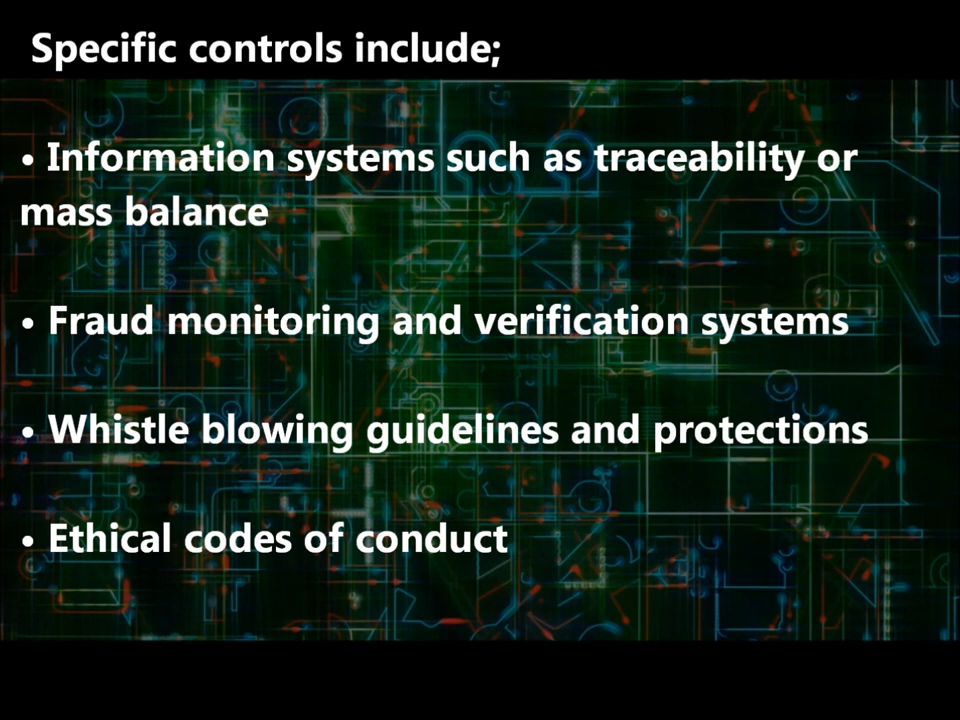 Specific controls include;
• Information systems such as traceability or
mass balance
• Fraud monitoring and verification systems
• Whistle blowing guidelines and protections
• Ethical codes of conduct